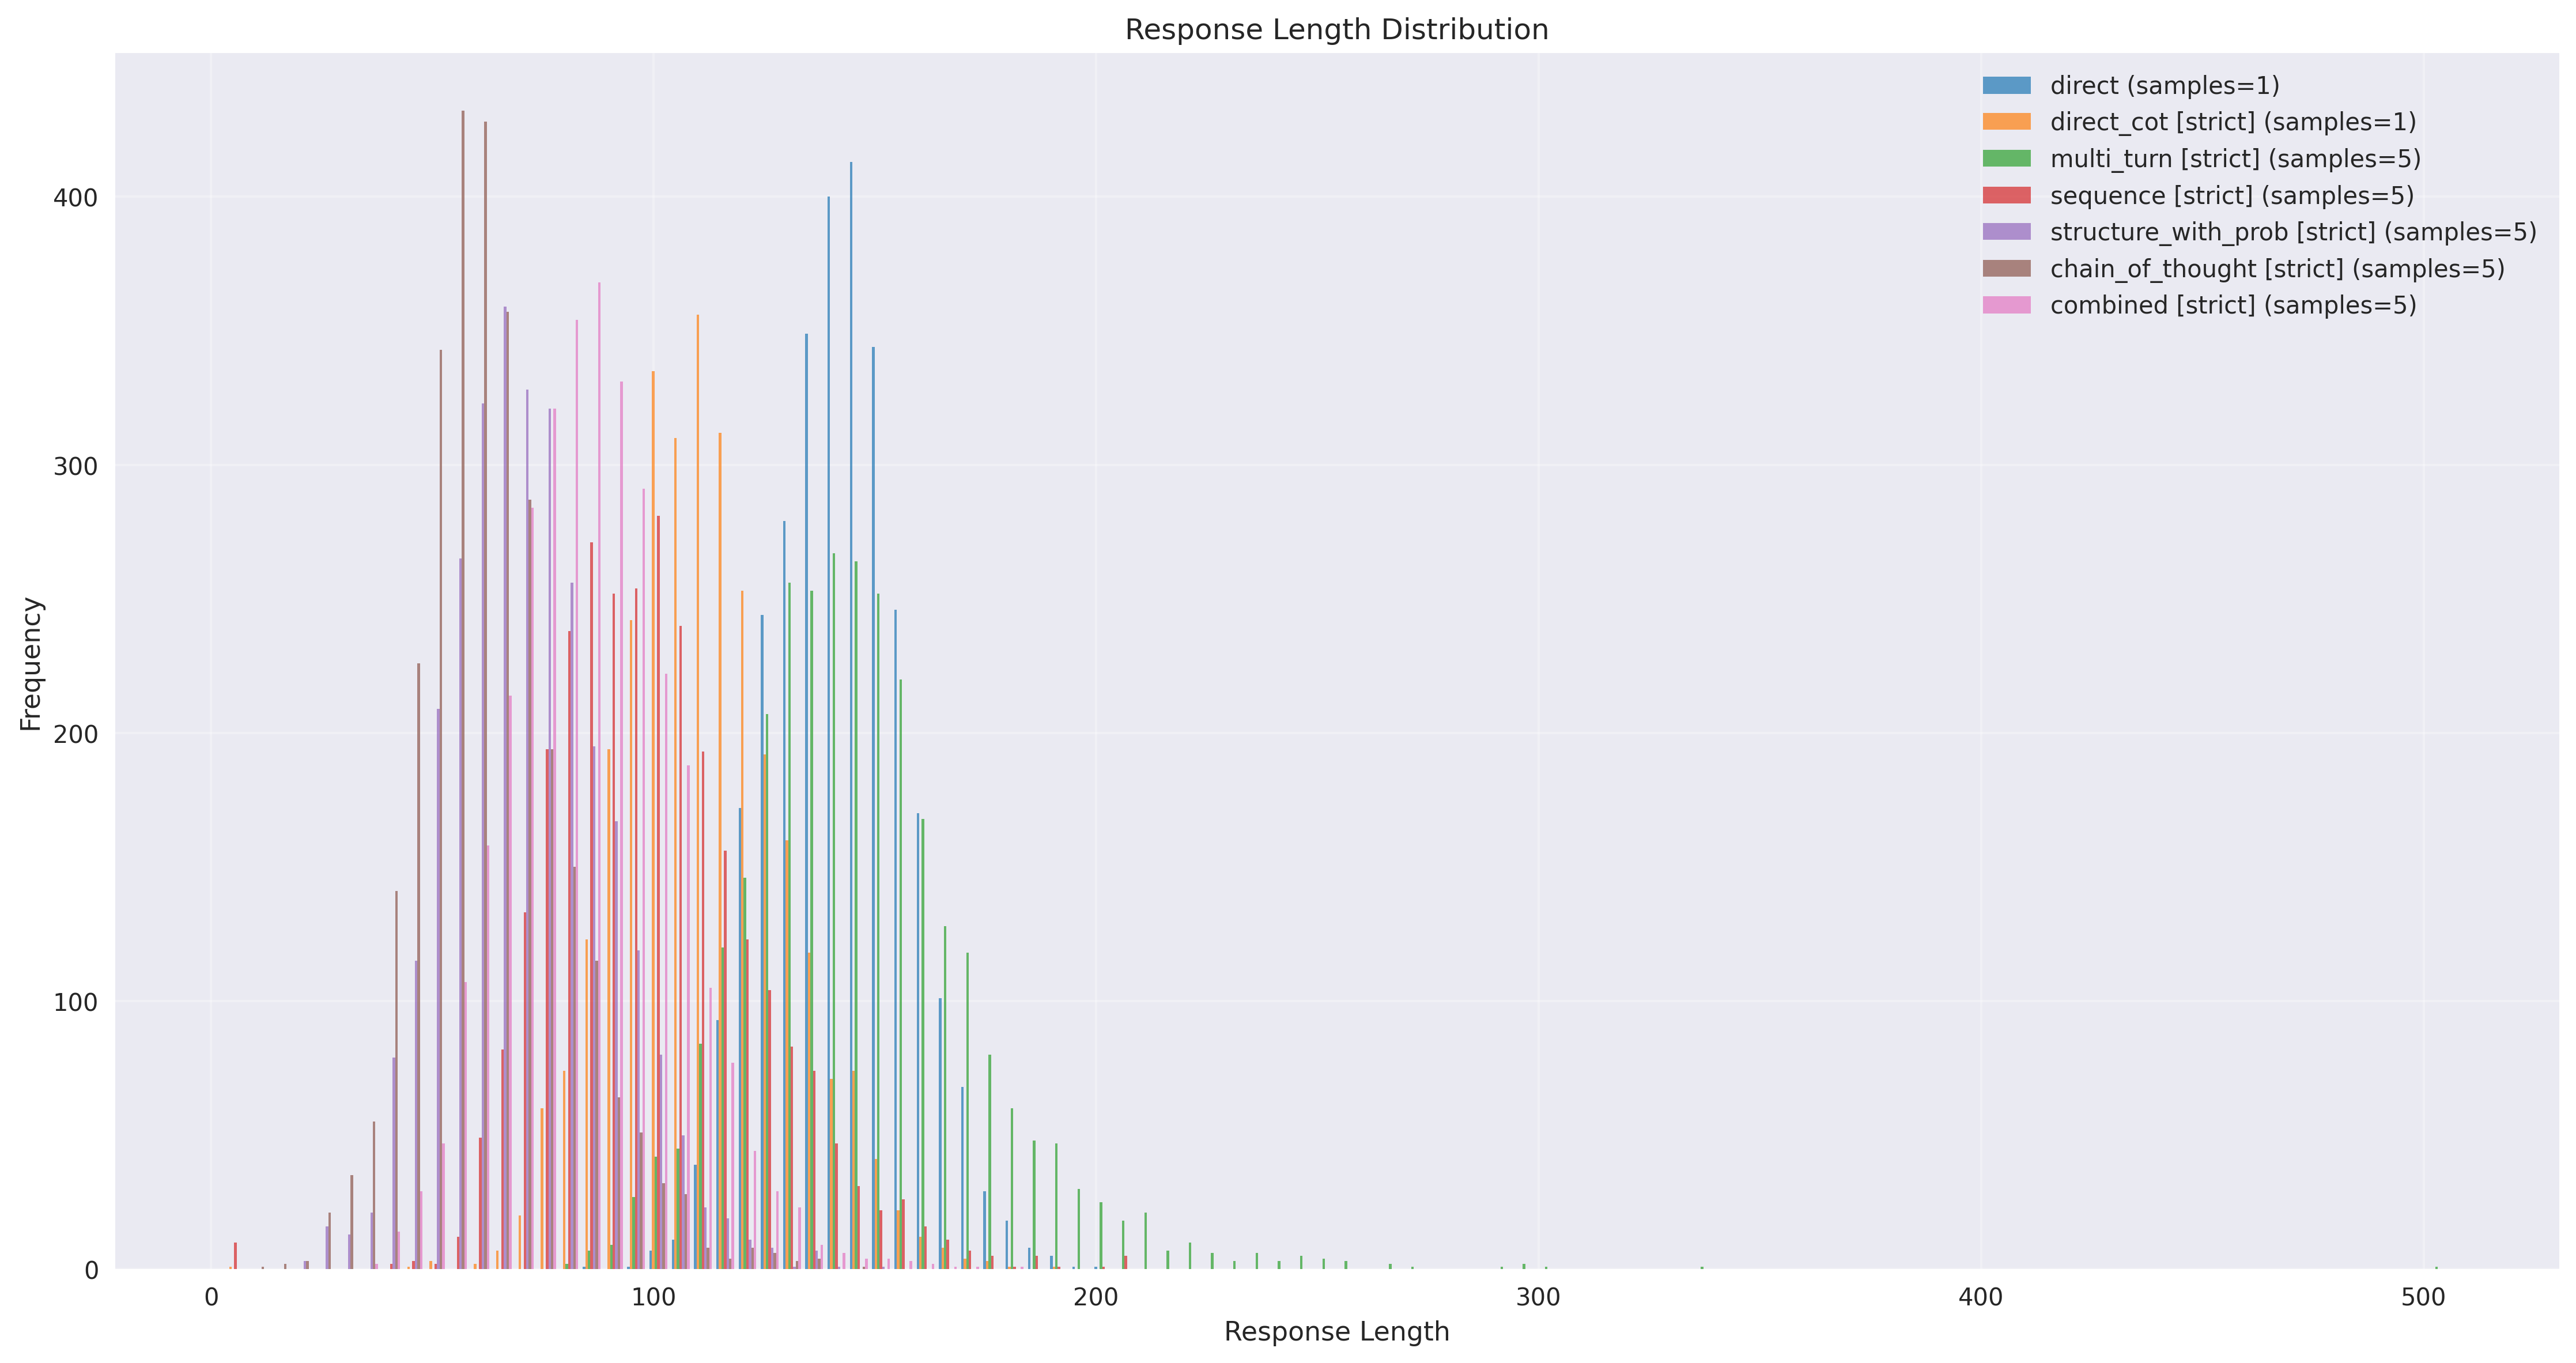 Response Length Distribution
direct (samples=1)
direct_cot [strict] (samples=1)
multi_turn [strict] (samples=5)
sequence [strict] (samples=5)
structure_with_prob [strict] (samples=5)
chain_of_thought [strict] (samples=5)
combined [strict] (samples=5)
Frequency
400
300
200
100
0
0 100 200 300 400 500
Response Length